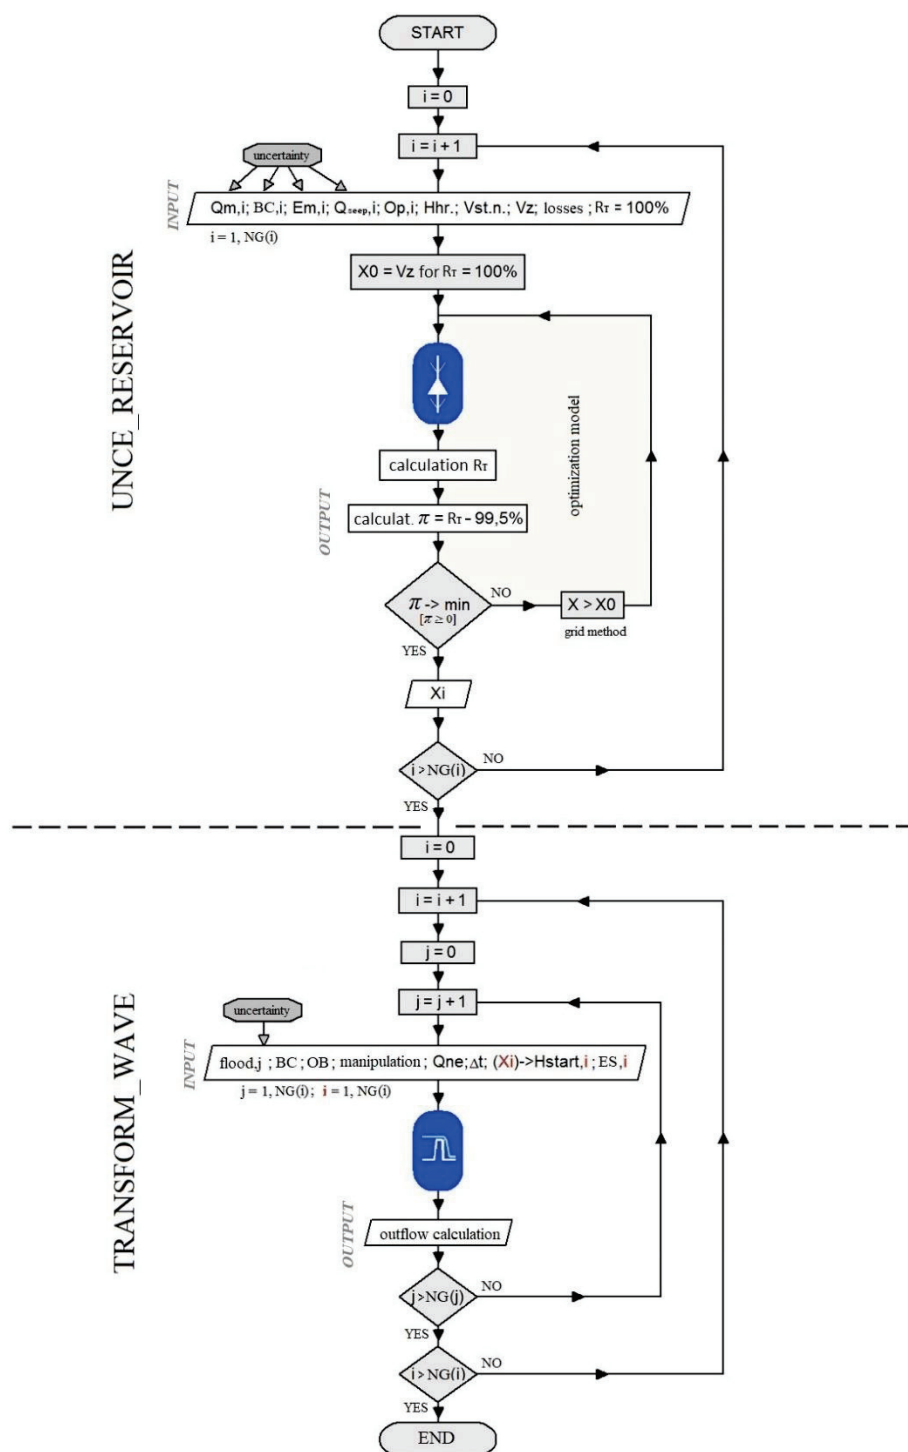 START
i = 0
i = i + 1
uncertainty
INPUT
Qm,i; BC,i; Em,i; Qseep,i; Op,i; Hhr.; Vst.n.; Vz; losses ; RT = 100%
i = 1, NG(i)
X0 = Vz for RT = 100%
UNCE_RESERVOIR
optimization model
calculation RT
OUTPUT
calculat. π = RT - 99,5%
π -> min
[π ≥ 0]
NO
X > X0
grid method
YES
Xi
i > NG(i)
NO
YES
i = 0
i = i + 1
j = 0
j = j + 1
uncertainty
TRANSFORM_WAVE
INPUT
flood,j ; BC; OB; manipulation ; Qne;Δt; (Xi)->Hstart,i ; ES,i
j = 1, NG(i); i = 1, NG(i)
OUTPUT
outflow calculation
j>NG(j)
NO
YES
i > NG(i)
NO
YES
END